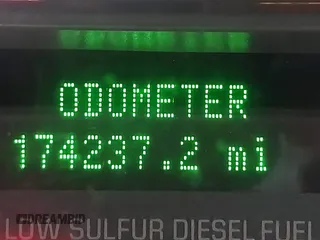 ODOMETER
174237.2 mi
DREAMBID
LOW SULFUR DIESEL FUEL